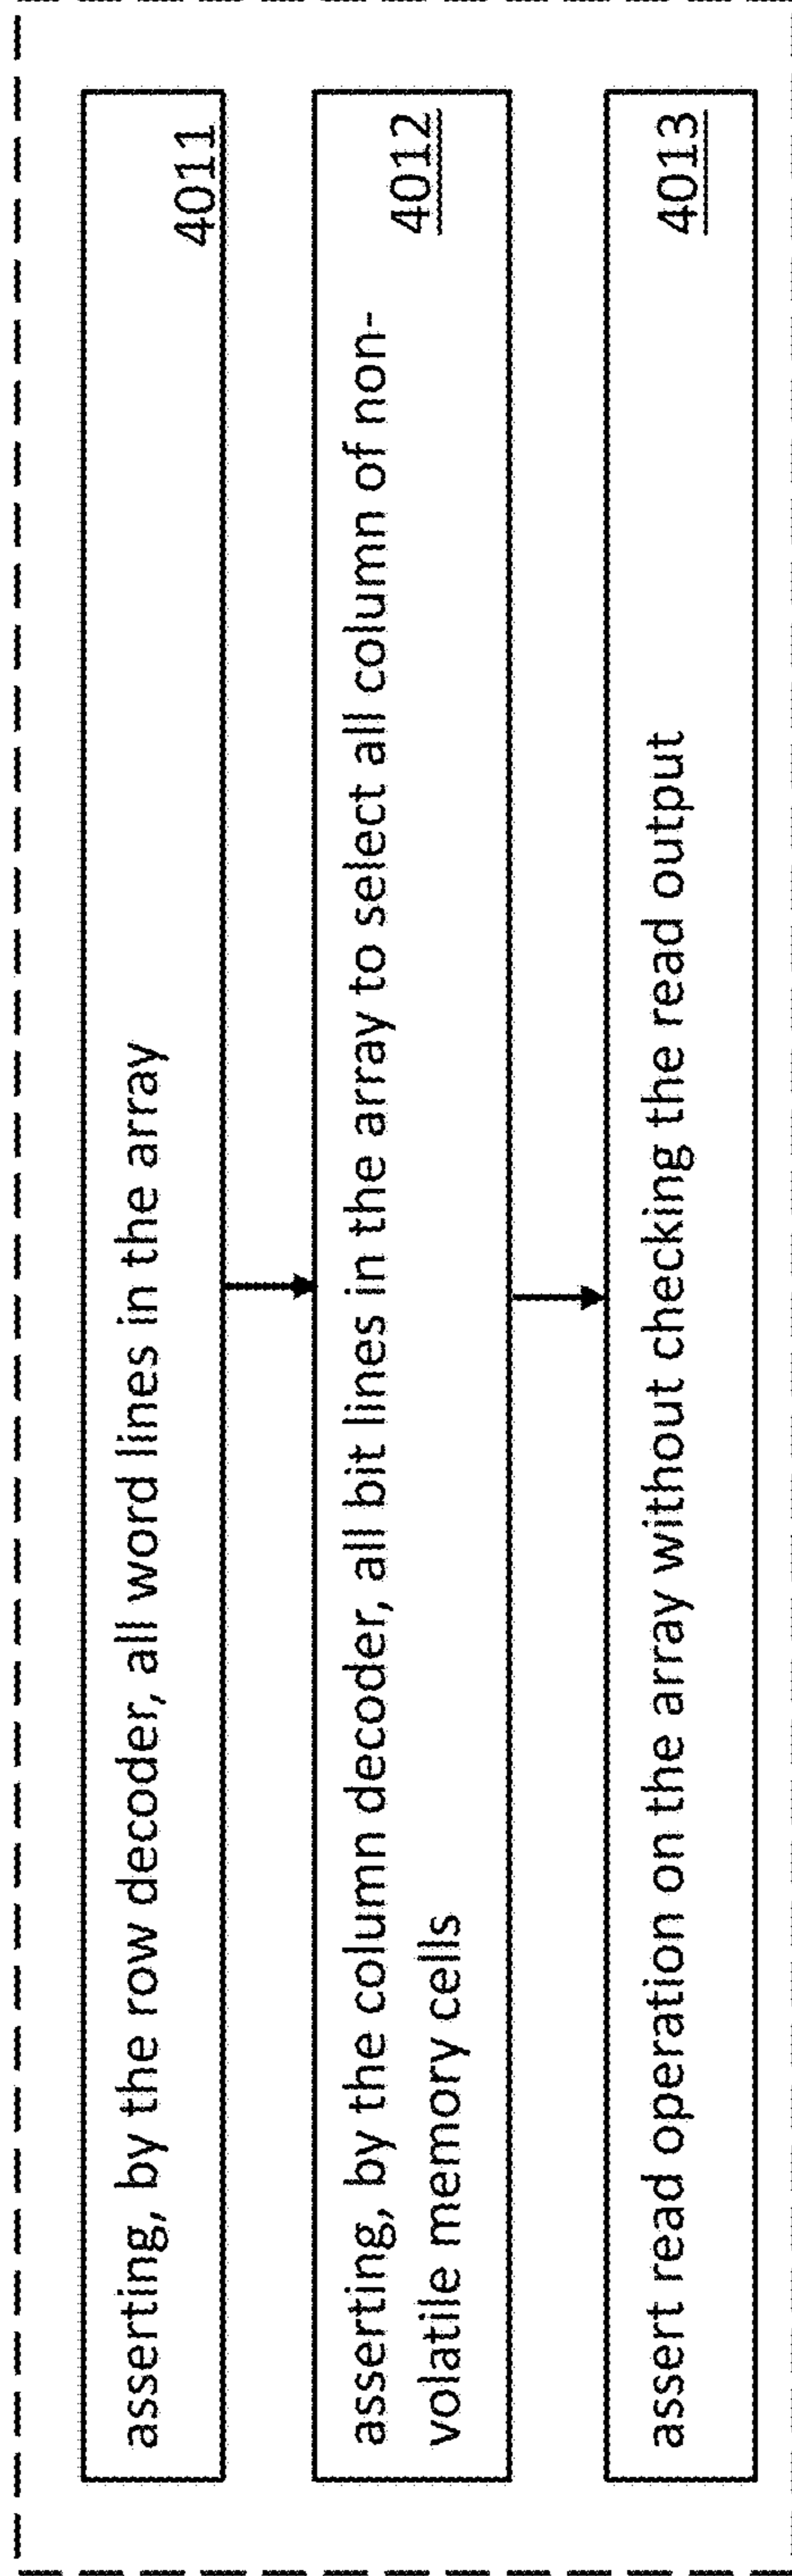 asserting, by the row decoder, all word lines in the array
4011
asserting, by the column decoder, all bit lines in the array to select all column of non-
volatile memory cells
4012
assert read operation on the array without checking the read output
4013